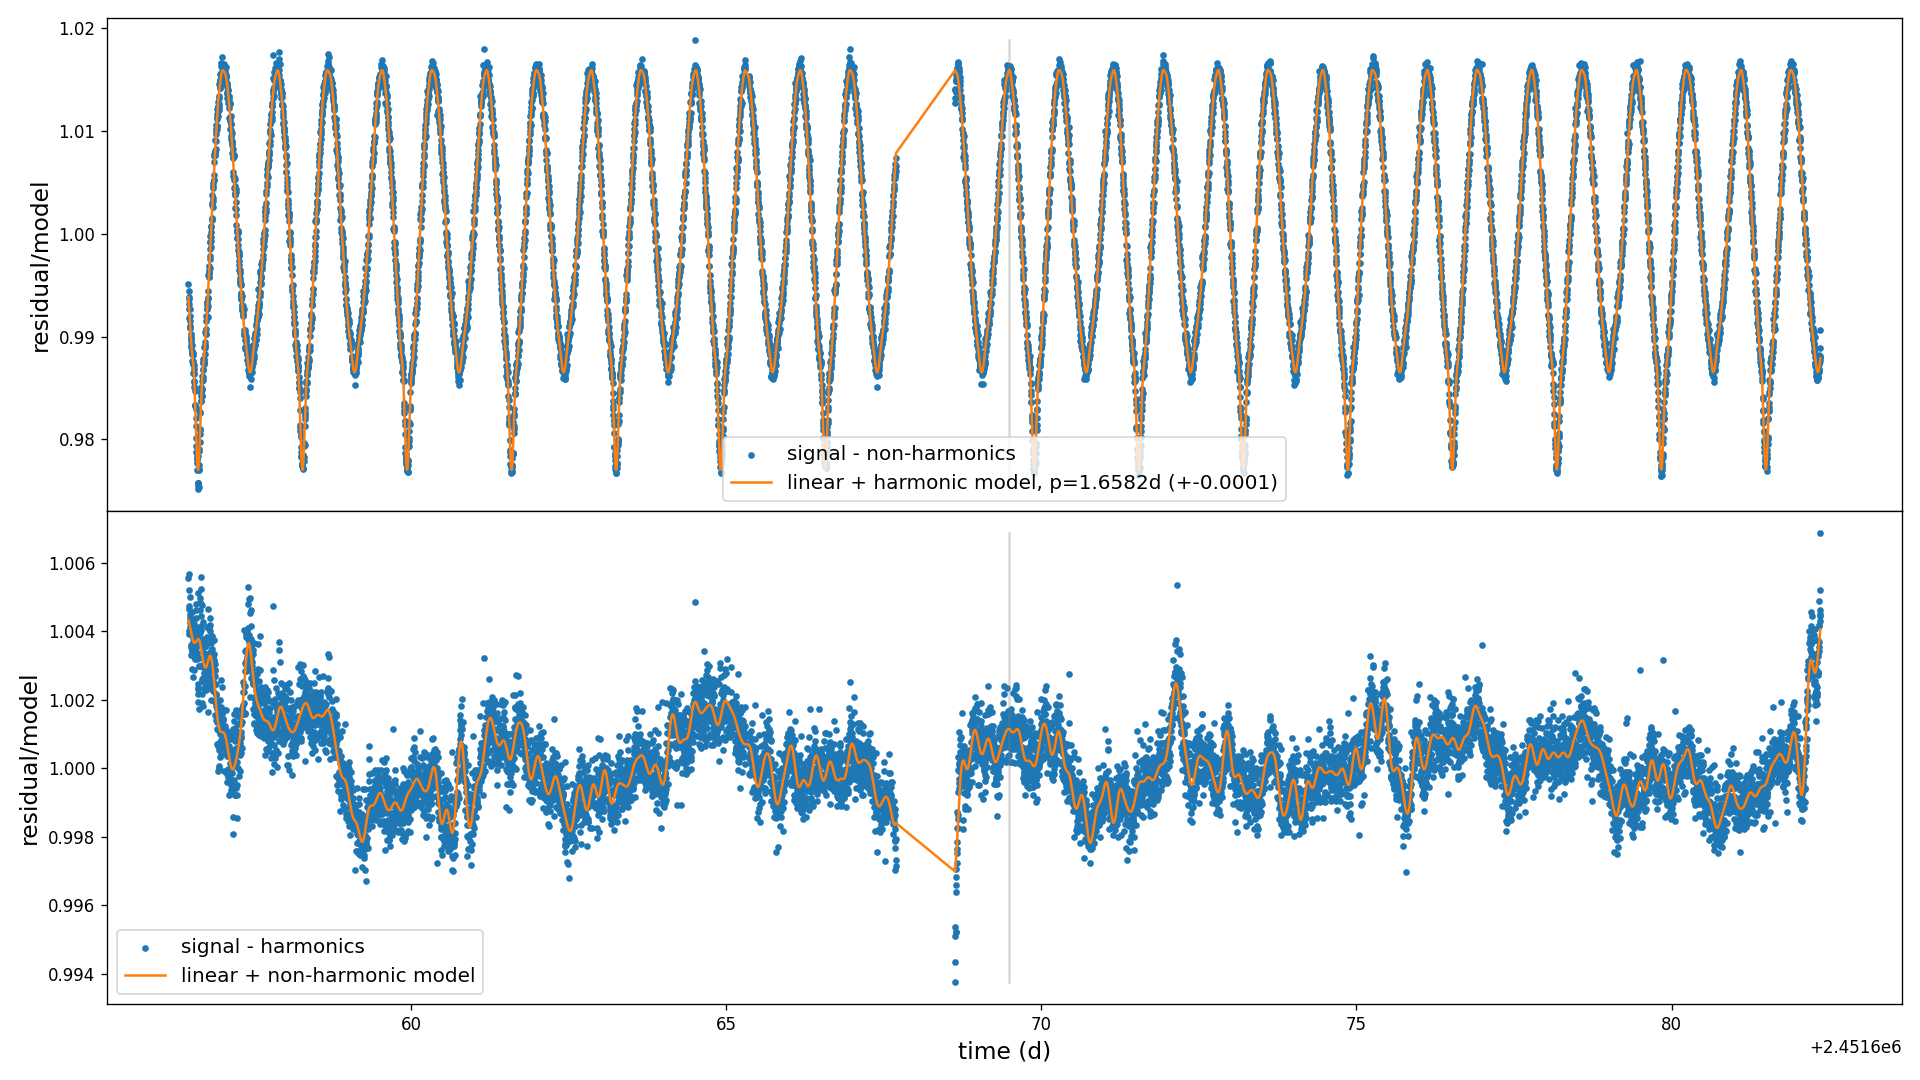 1.02
1.01
1.00
0.99
0.98
residual/model
signal - non-harmonics
linear + harmonic model, p=1.6582d (+-0.0001)
1.006
1.004
1.002
1.000
0.998
0.996
0.994
residual/model
signal - harmonics
linear + non-harmonic model
60 65 70 75 80
time (d)
+2.4516e6